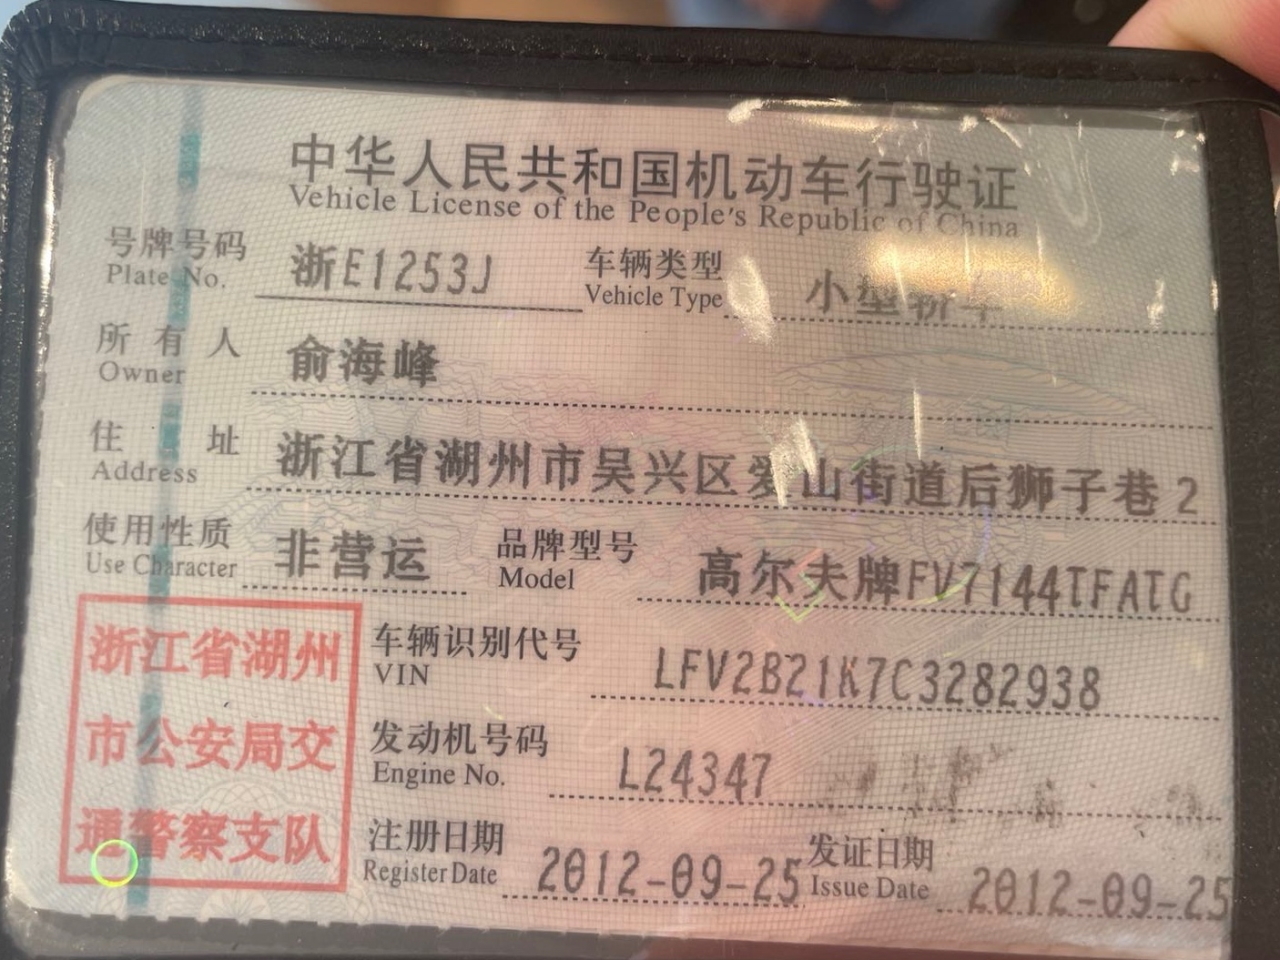 中华人民共和国机动车行驶证
Vehicle License of the People's Republic of China
号牌号码 浙E1253J 车辆类型 小型轿车
Plate No. Vehicle Type
所有人 俞海峰
Owner
住址 浙江省湖州市吴兴区爱山街道后狮子巷2
Address
使用性质 非营运 品牌型号 高尔夫牌FV7144TFATG
Use Character Model
浙江省湖州
市公安局交
通警察支队
车辆识别代号 LFV2B21K7C3282938
VIN
发动机号码 L24347
Engine No.
注册日期 2012-09-25 发证日期 2012-09-25
Register Date Issue Date